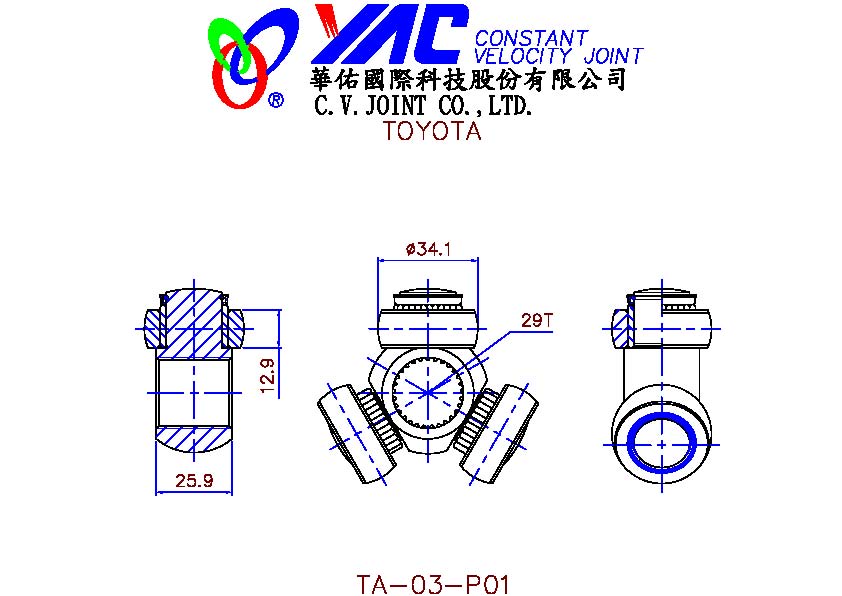 YAC CONSTANT
VELOCITY JOINT
華佑國際科技股份有限公司
®
C.V.JOINT CO.,LTD.
TOYOTA
ø34.1
29T
12.9
25.9
TA-03-P01